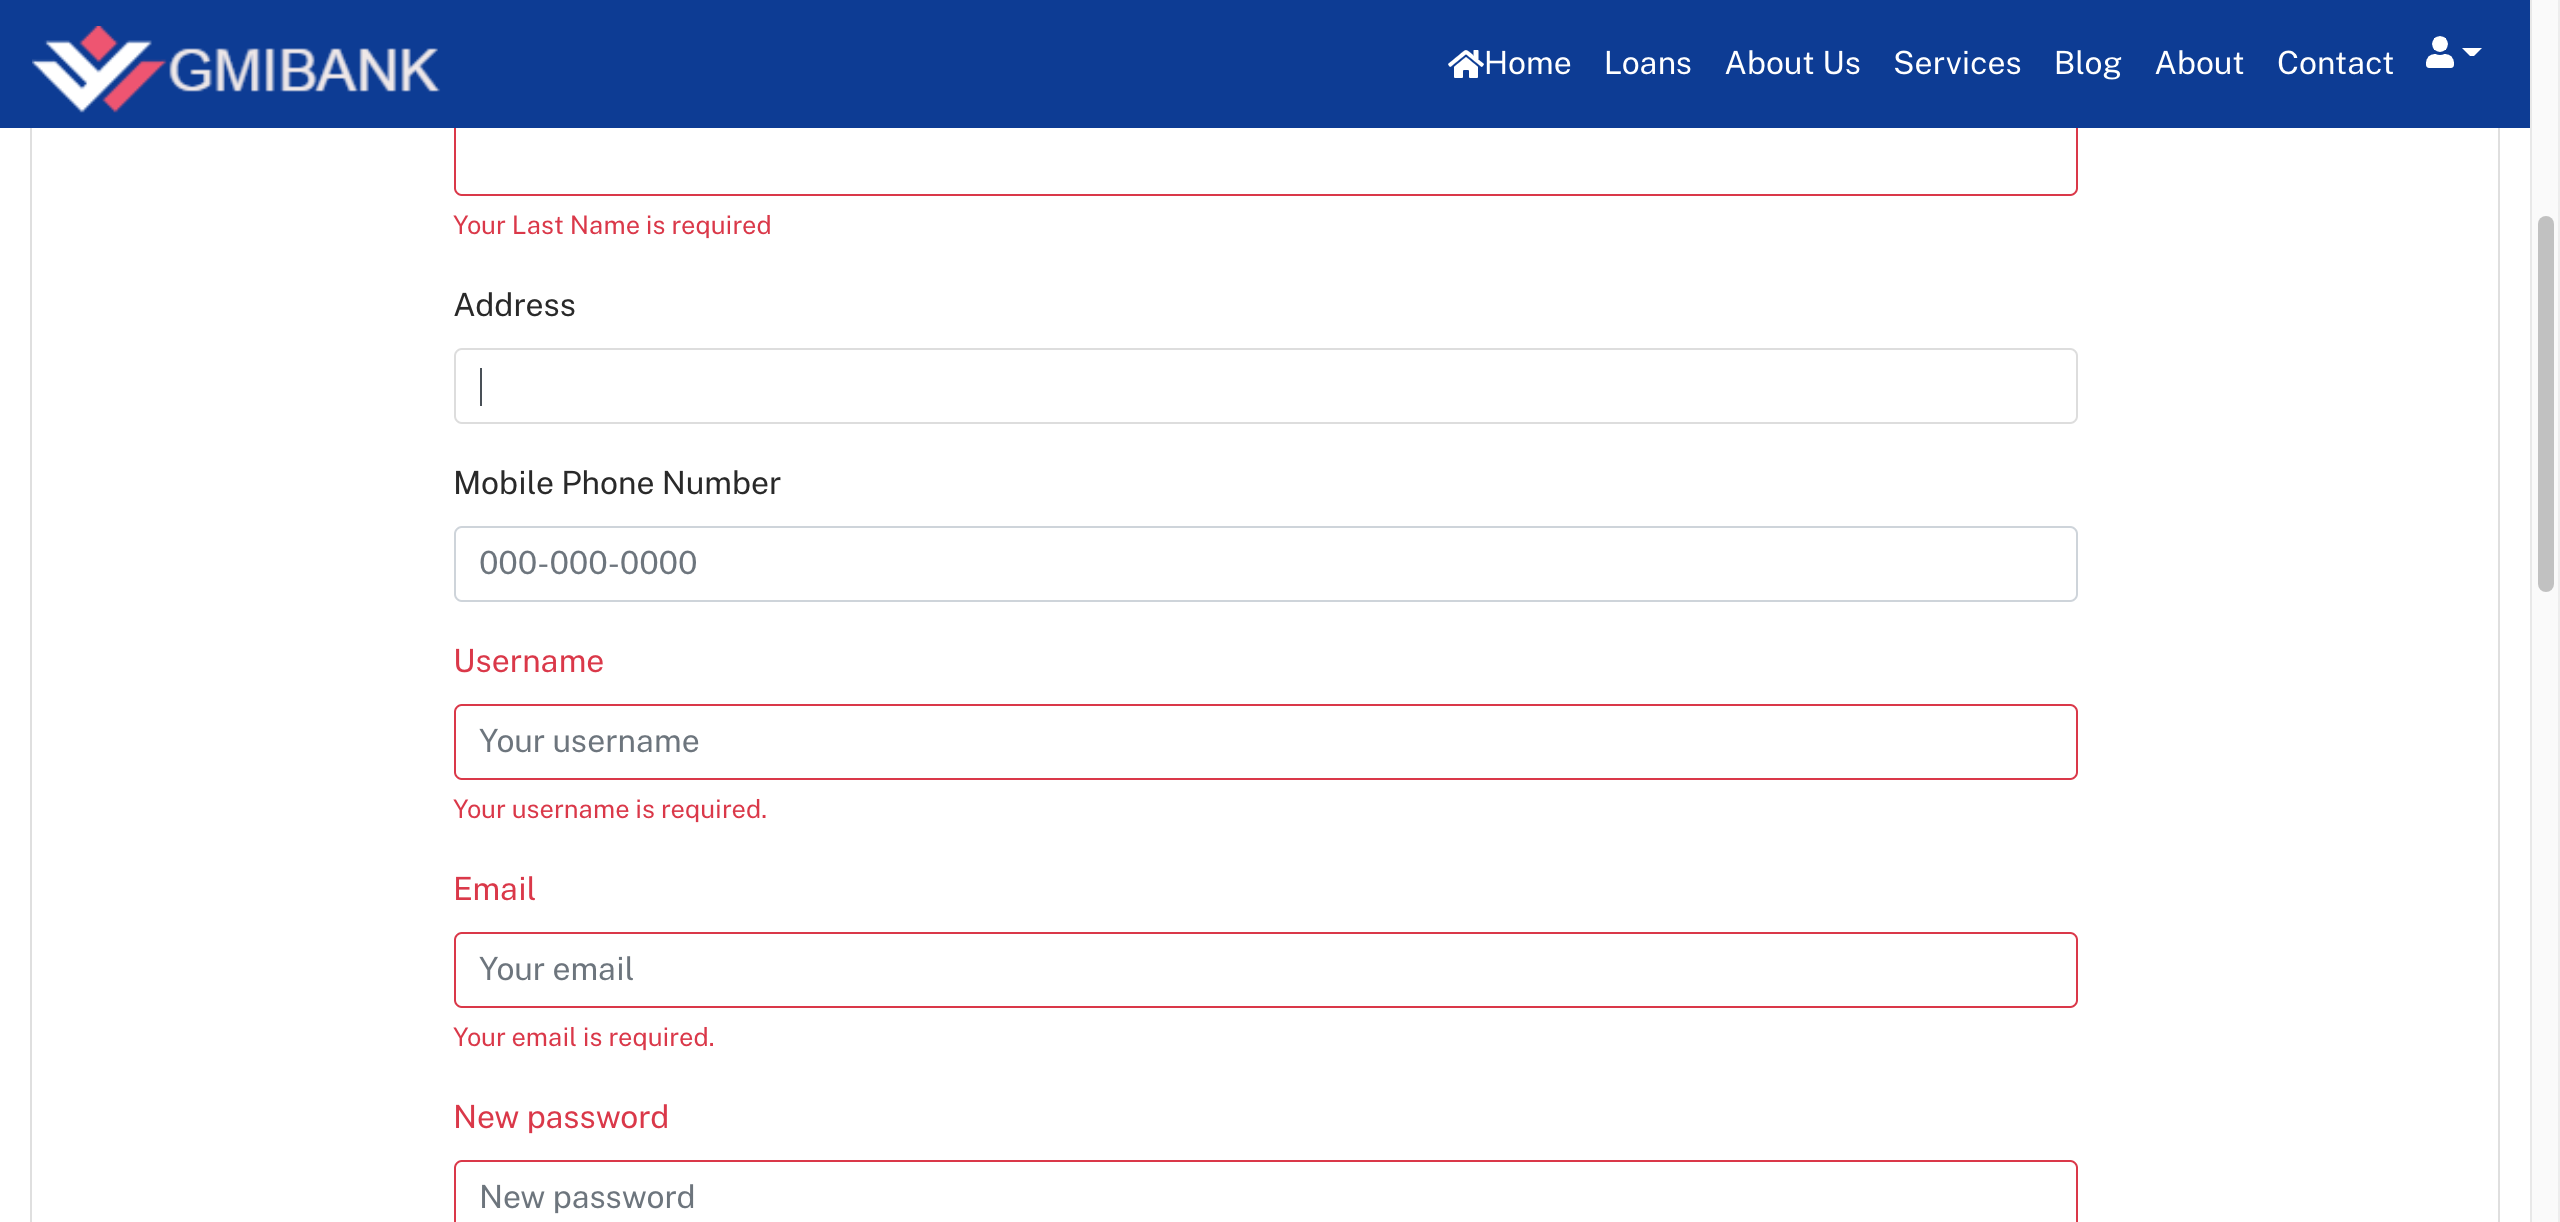 GMIBANK
Home Loans About Us Services Blog About Contact
Your Last Name is required
Address
Mobile Phone Number
000-000-0000
Username
Your username
Your username is required.
Email
Your email
Your email is required.
New password
New password